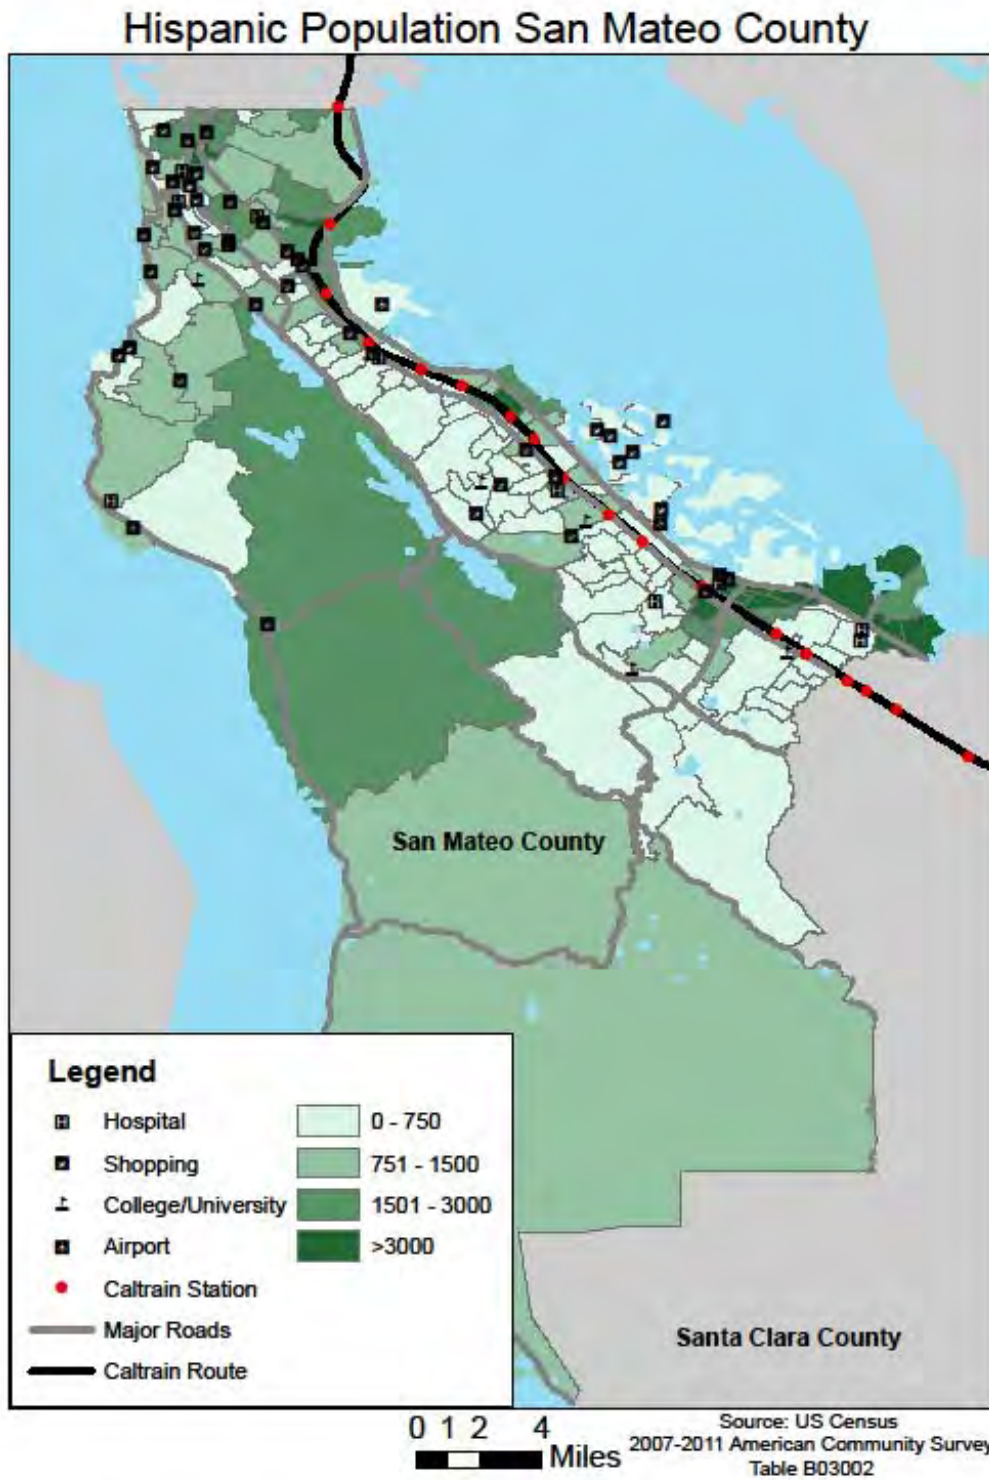 Hispanic Population San Mateo County
San Mateo County
Legend
Hospital
Shopping
College/University
Airport
Caltrain Station
Major Roads
Caltrain Route
0 - 750
751 - 1500
1501 - 3000
>3000
Santa Clara County
0 1 2 4
Miles
Source: US Census
2007-2011 American Community Survey
Table B03002